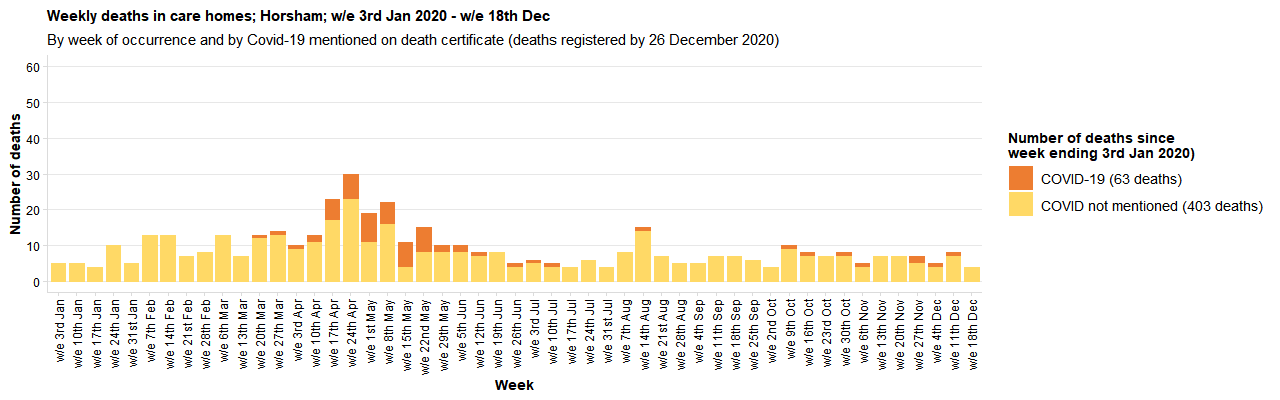 Weekly deaths in care homes; Horsham; w/e 3rd Jan 2020 - w/e 18th Dec
By week of occurrence and by Covid-19 mentioned on death certificate (deaths registered by 26 December 2020)
60
50
40
30
20
10
0
Number of deaths
w/e 3rd Jan
w/e 10th Jan
w/e 17th Jan
w/e 24th Jan
w/e 31st Jan
w/e 7th Feb
w/e 14th Feb
w/e 21st Feb
w/e 28th Feb
w/e 6th Mar
w/e 13th Mar
w/e 20th Mar
w/e 27th Mar
w/e 3rd Apr
w/e 10th Apr
w/e 17th Apr
w/e 24th Apr
w/e 1st May
w/e 8th May
w/e 15th May
w/e 22nd May
w/e 29th May
w/e 5th Jun
w/e 12th Jun
w/e 19th Jun
w/e 26th Jun
w/e 3rd Jul
w/e 10th Jul
w/e 17th Jul
w/e 24th Jul
w/e 31st Jul
w/e 7th Aug
w/e 14th Aug
w/e 21st Aug
w/e 28th Aug
w/e 4th Sep
w/e 11th Sep
w/e 18th Sep
w/e 25th Sep
w/e 2nd Oct
w/e 9th Oct
w/e 16th Oct
w/e 23rd Oct
w/e 30th Oct
w/e 6th Nov
w/e 13th Nov
w/e 20th Nov
w/e 27th Nov
w/e 4th Dec
w/e 11th Dec
w/e 18th Dec
Week
Number of deaths since
week ending 3rd Jan 2020)
COVID-19 (63 deaths)
COVID not mentioned (403 deaths)